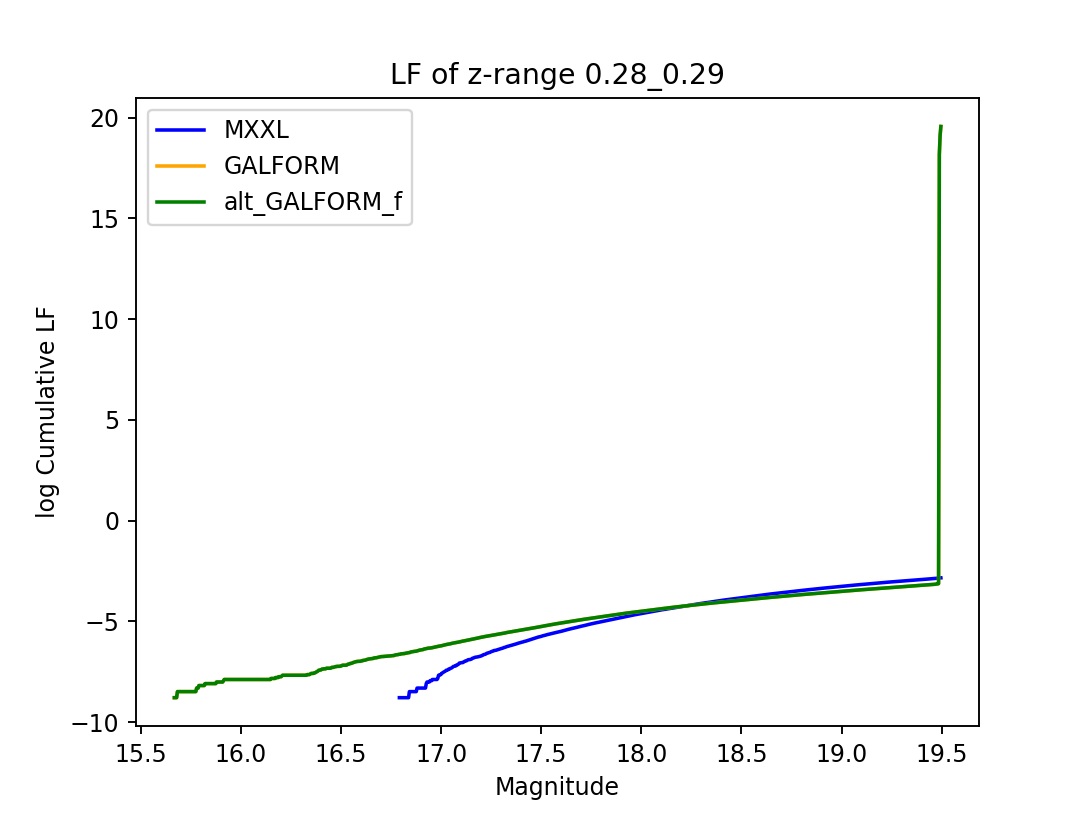 LF of z-range 0.28_0.29
MXXL
GALFORM
alt_GALFORM_f
log Cumulative LF
20
15
10
5
0
−5
−10
15.5 16.0 16.5 17.0 17.5 18.0 18.5 19.0 19.5
Magnitude